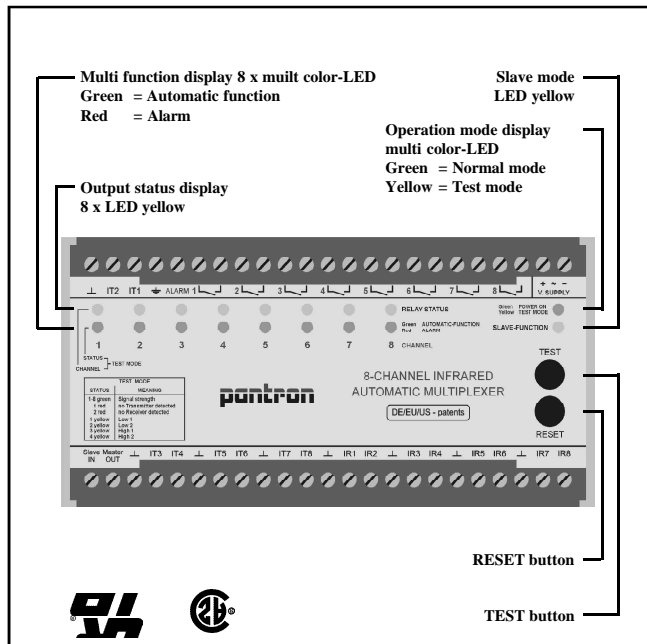 Multi function display 8 x muilt color-LED
Green = Automatic function
Red = Alarm
Slave mode
LED yellow
Operation mode display
multi color-LED
Green = Normal mode
Yellow = Test mode
Output status display
8 x LED yellow
⊥ IT2 IT1 ⏚ ALARM 1 2 3 4 5 6 7 8 + ~ −
V. SUPPLY
RELAY STATUS
Green POWER ON
Yellow TEST MODE
Green AUTOMATIC-FUNCTION
Red ALARM
SLAVE-FUNCTION
1 2 3 4 5 6 7 8 CHANNEL
STATUS
CHANNEL
TEST MODE
TEST
TEST MODE
STATUS MEANING
1-8 green Signal strength
1 red no Transmitter detected
2 red no Receiver detected
1 yellow Low 1
2 yellow Low 2
3 yellow High 1
4 yellow High 2
pantron
8-CHANNEL INFRARED
AUTOMATIC MULTIPLEXER
DE/EU/US - patents
RESET
Slave Master
IN OUT ⊥ IT3 IT4 ⊥ IT5 IT6 ⊥ IT7 IT8 ⊥ IR1 IR2 ⊥ IR3 IR4 ⊥ IR5 IR6 ⊥ IR7 IR8
RESET button
TEST button